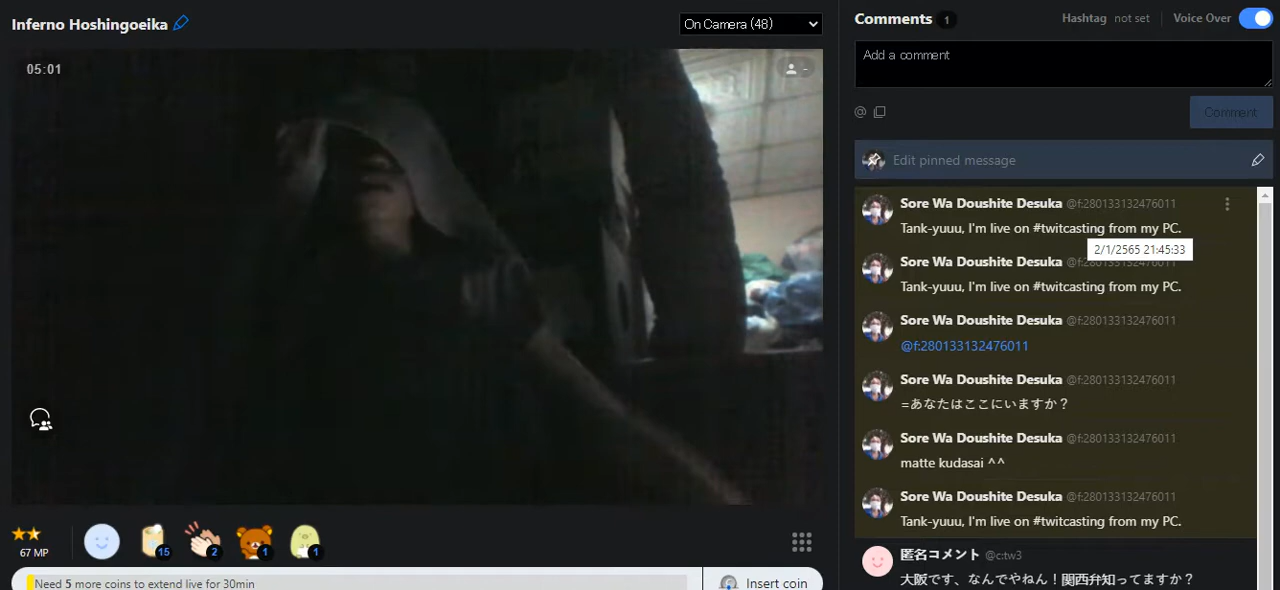 Inferno Hoshingoeika
On Camera (48)
05:01
-
67 MP
15
2
1
1
Need 5 more coins to extend live for 30min
Insert coin
Comments 1
Hashtag not set
Voice Over
Add a comment
@
Comment
Edit pinned message
Sore Wa Doushite Desuka @f:280133132476011
Tank-yuuu, I'm live on #twitcasting from my PC.
2/1/2565 21:45:33
Sore Wa Doushite Desuka @f:280133132476011
Tank-yuuu, I'm live on #twitcasting from my PC.
Sore Wa Doushite Desuka @f:280133132476011
@f:280133132476011
Sore Wa Doushite Desuka @f:280133132476011
=あなたはここにいますか？
Sore Wa Doushite Desuka @f:280133132476011
matte kudasai ^^
Sore Wa Doushite Desuka @f:280133132476011
Tank-yuuu, I'm live on #twitcasting from my PC.
匿名コメント @c:tw3
大阪です、なんでやねん！関西弁知ってますか？